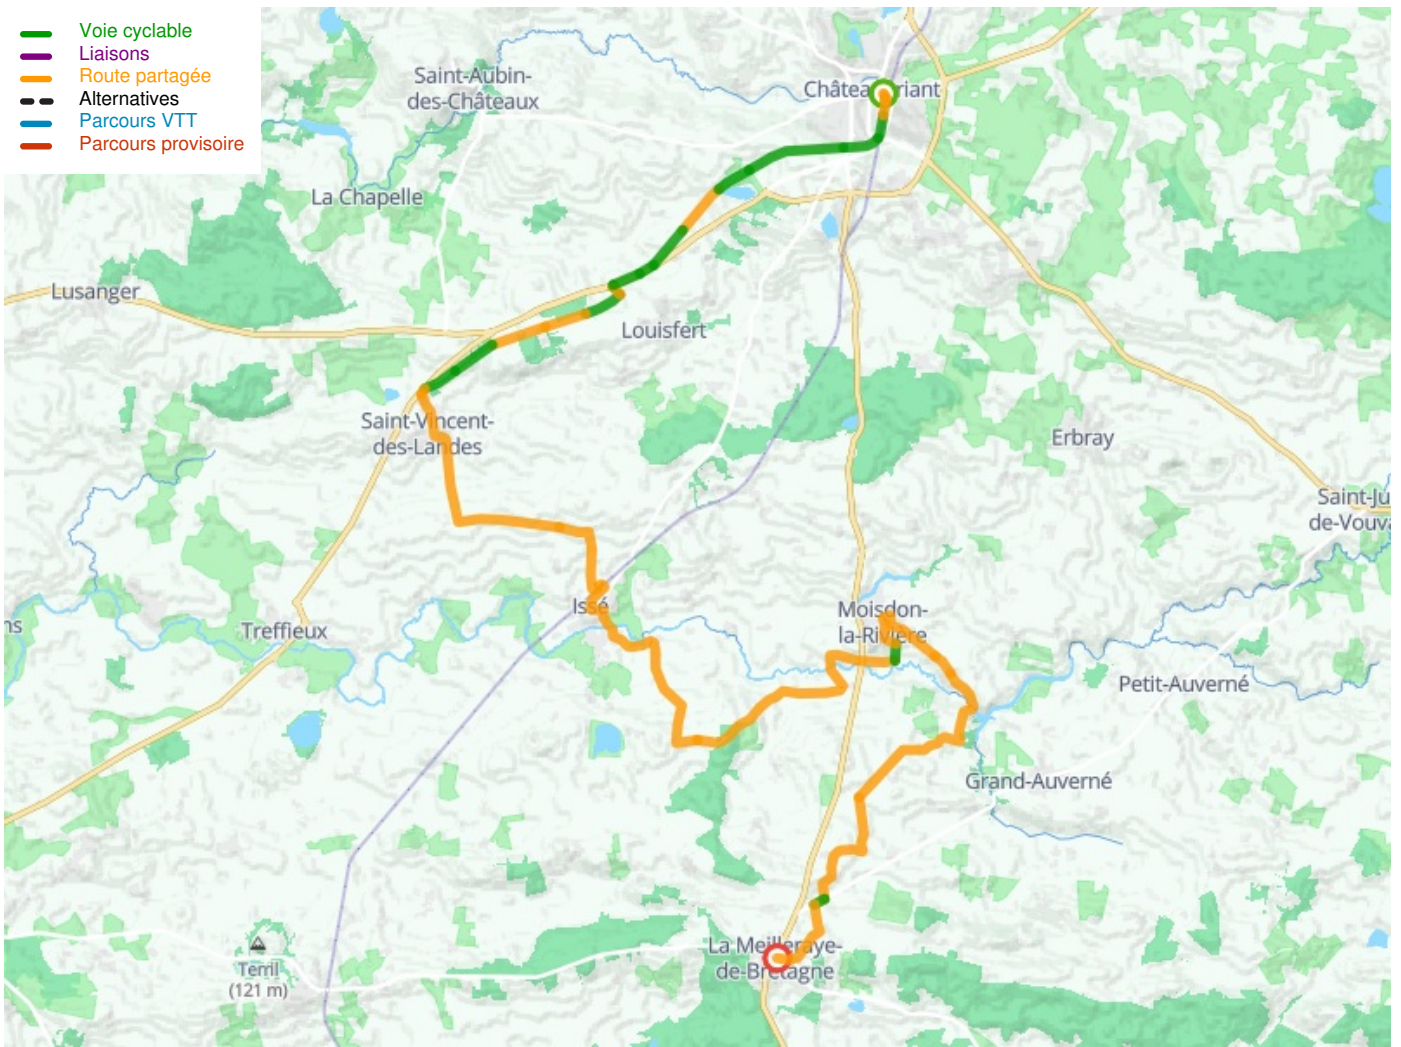 Voie cyclable
Liaisons
Route partagée
Alternatives
Parcours VTT
Parcours provisoire
Saint-Aubin-
des-Châteaux
La Chapelle
Lusanger
Louisfert
Saint-Vincent-
des-Landes
Erbray
Saint-Ju
de-Vouva
Issé
Moisdon-
la-Rivière
ns
Treffieux
Petit-Auverné
Grand-Auverné
La Meilleraye-
de-Bretagne
Terril
(121 m)